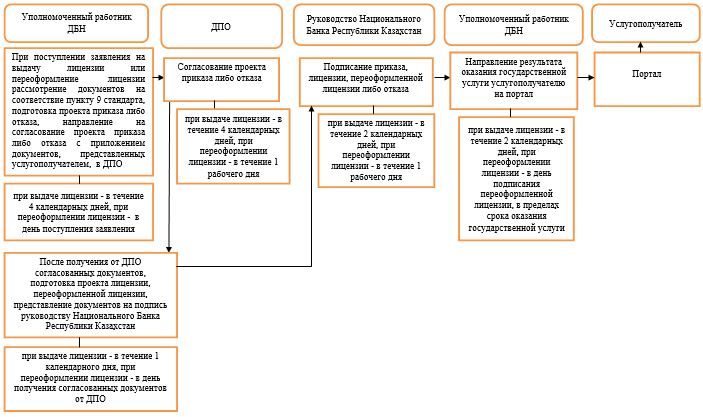 Уполномоченный работник
ДБН
ДПО
Руководство Национального
Банка Республики Казахстан
Уполномоченный работник
ДБН
Услугополучатель
При поступлении заявления на
выдачу лицензии или
переоформление лицензии
рассмотрение документов на
соответствие пункту 9 стандарта,
подготовка проекта приказа либо
отказа, направление на
согласование проекта приказа
либо отказа с приложением
документов, представленных
услугополучателем, в ДПО
при выдаче лицензии - в течение
4 календарных дней, при
переоформлении лицензии - в
день поступления заявления
Согласование проекта
приказа либо отказа
при выдаче лицензии - в
течение 4 календарных
дней, при
переоформлении
лицензии - в течение 1
рабочего дня
Подписание приказа,
лицензии, переоформленной
лицензии либо отказа
при выдаче лицензии - в
течение 2 календарных
дней, при
переоформлении
лицензии - в течение 1
рабочего дня
Направление результата
оказания государственной
услуги услугополучателю
на портал
при выдаче лицензии - в
течение 2 календарных
дней, при
переоформлении
лицензии - в день
подписания
переоформленной
лицензии, в пределах
срока оказания
государственной услуги
Портал
После получения от ДПО
согласованных документов,
подготовка проекта лицензии,
переоформленной лицензии,
представление документов на подпись
руководству Национального Банка
Республики Казахстан
при выдаче лицензии - в течение 1
календарного дня, при
переоформлении лицензии - в день
получения согласованных документов
от ДПО